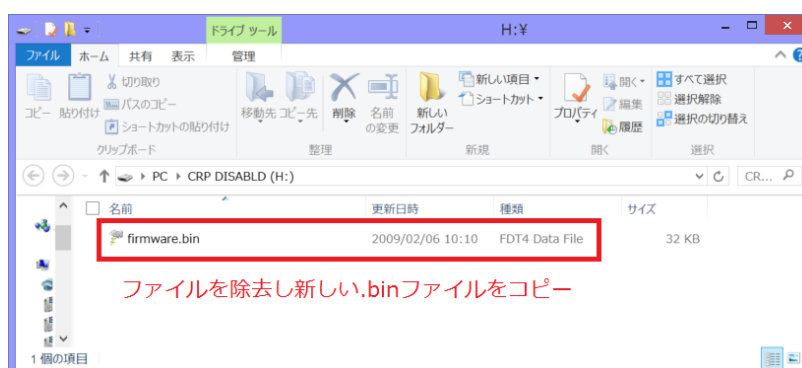 ドライブ ツール
H:¥
ファイル
ホーム
共有
表示
管理
コピー
貼り付け
切り取り
パスのコピー
ショートカットの貼り付け
クリップボード
移動先
コピー先
削除
名前
の変更
整理
新しい
フォルダー
新しい項目
ショートカット
新規
プロパティ
開く
編集
履歴
開く
すべて選択
選択解除
選択の切り替え
選択
PC
CRP DISABLD (H:)
CR...
名前
更新日時
種類
サイズ
firmware.bin
2009/02/06 10:10
FDT4 Data File
32 KB
ファイルを除去し新しい.binファイルをコピー
1 個の項目